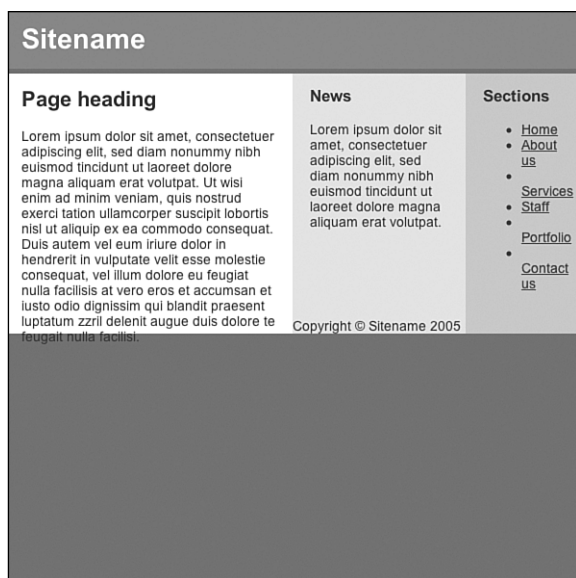 Sitename
Page heading
Lorem ipsum dolor sit amet, consectetuer
adipiscing elit, sed diam nonummy nibh
euismod tincidunt ut laoreet dolore
magna aliquam erat volutpat. Ut wisi
enim ad minim veniam, quis nostrud
exerci tation ullamcorper suscipit lobortis
nisl ut aliquip ex ea commodo consequat.
Duis autem vel eum iriure dolor in
hendrerit in vulputate velit esse molestie
consequat, vel illum dolore eu feugiat
nulla facilisis at vero eros et accumsan et
iusto odio dignissim qui blandit praesent
luptatum zzril delenit augue duis dolore te
feugait nulla facilisi.
News
Lorem ipsum dolor sit
amet, consectetuer
adipiscing elit, sed
diam nonummy nibh
euismod tincidunt ut
laoreet dolore magna
aliquam erat volutpat.
Copyright © Sitename 2005
Sections
• Home
• About
us
•
Services
• Staff
•
Portfolio
•
Contact
us